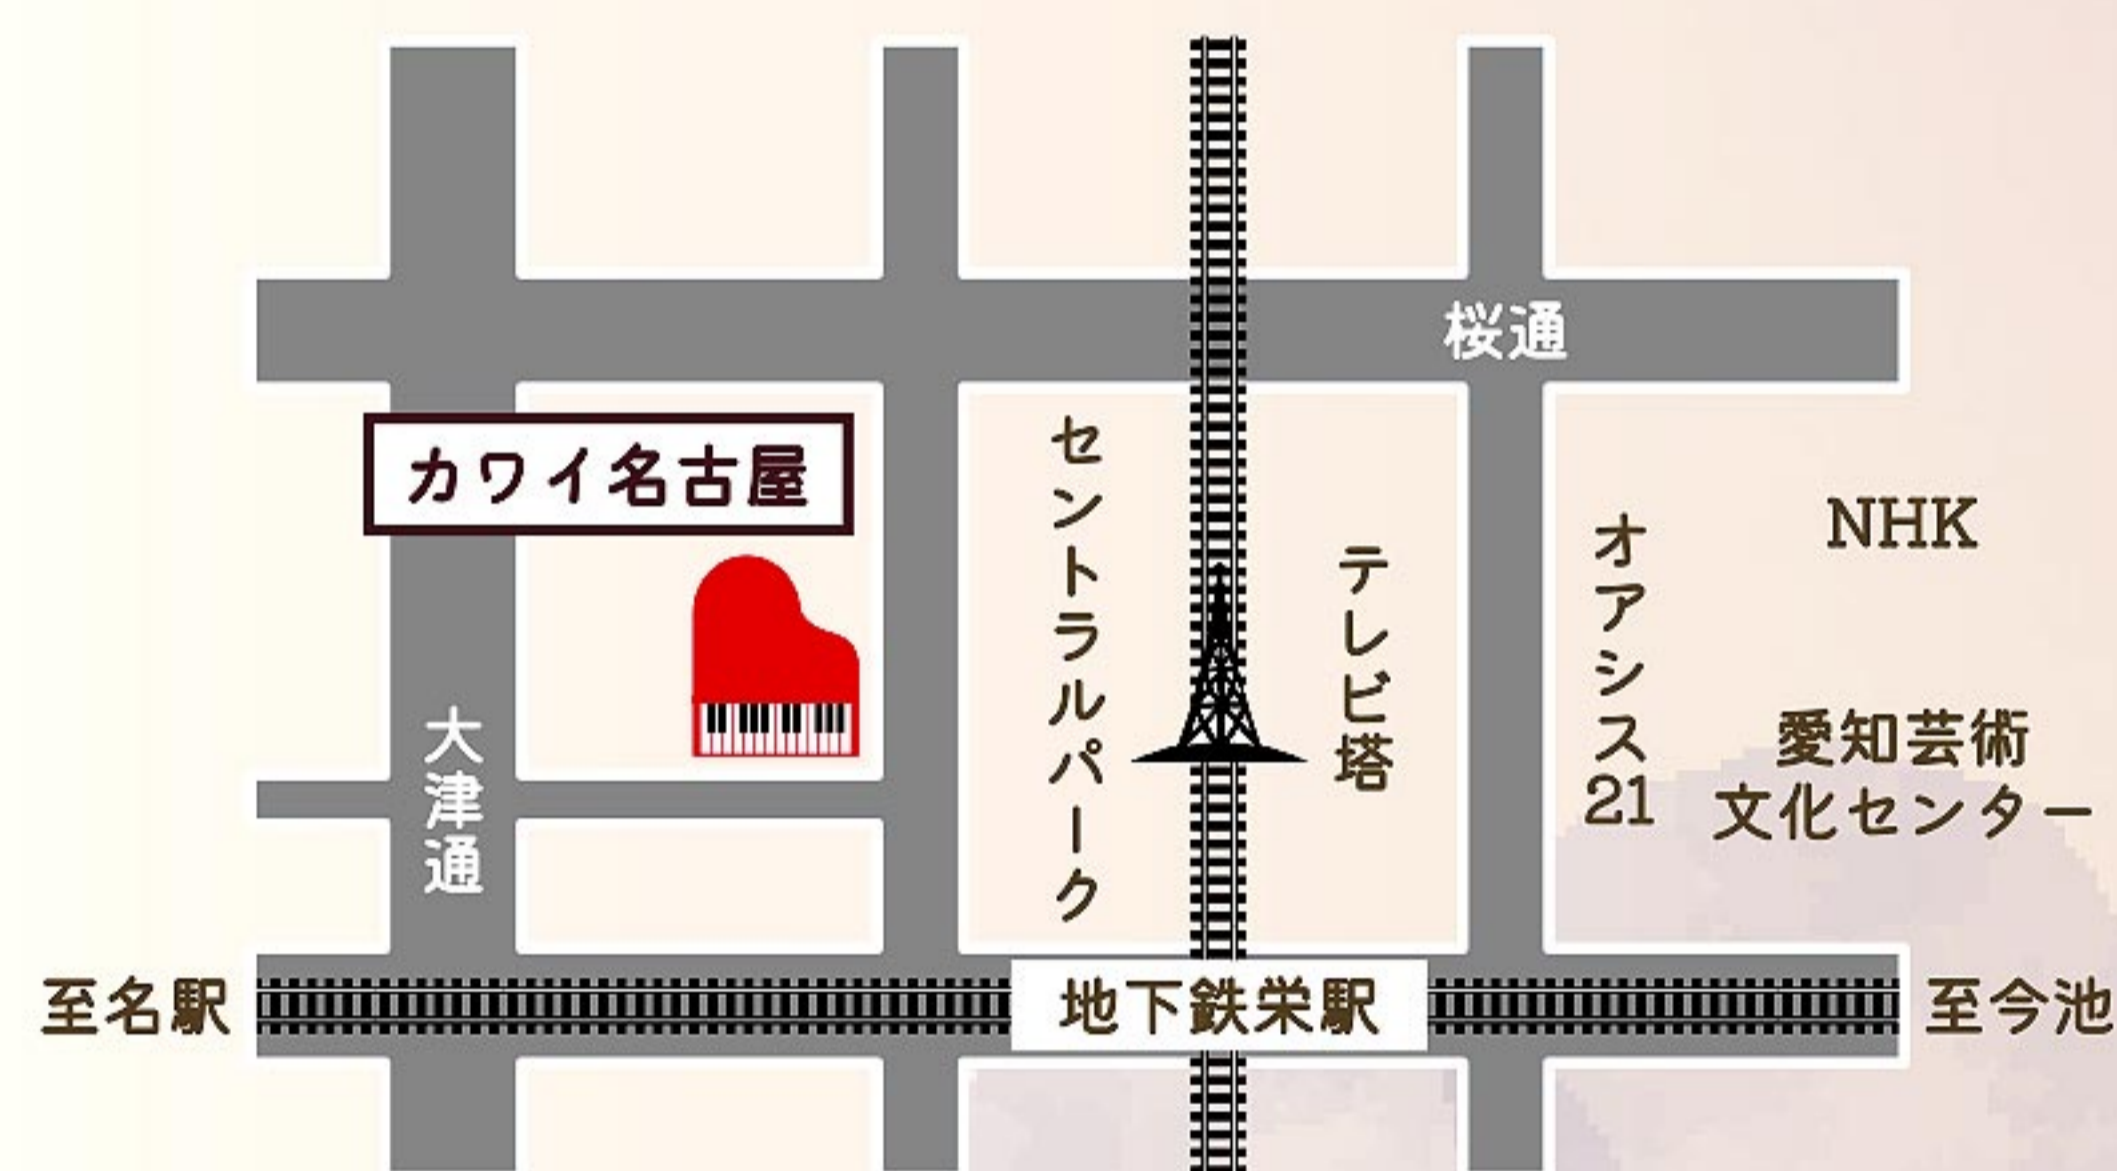 桜通
カワイ名古屋
セントラルパーク
テレビ塔
オアシス21
NHK
愛知芸術
文化センター
大津通
至名駅
地下鉄栄駅
至今池